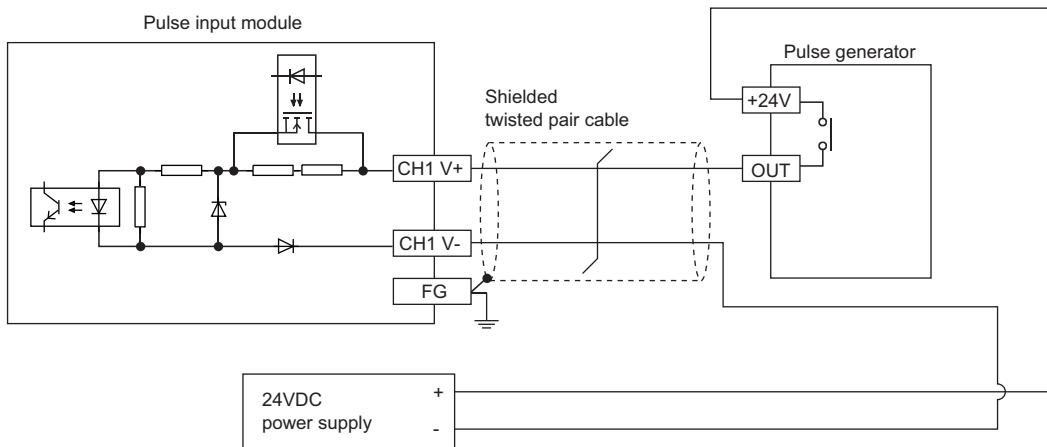 Pulse input module
Pulse generator
Shielded
twisted pair cable
+24V
CH1 V+
OUT
CH1 V-
FG
24VDC
power supply
+
-